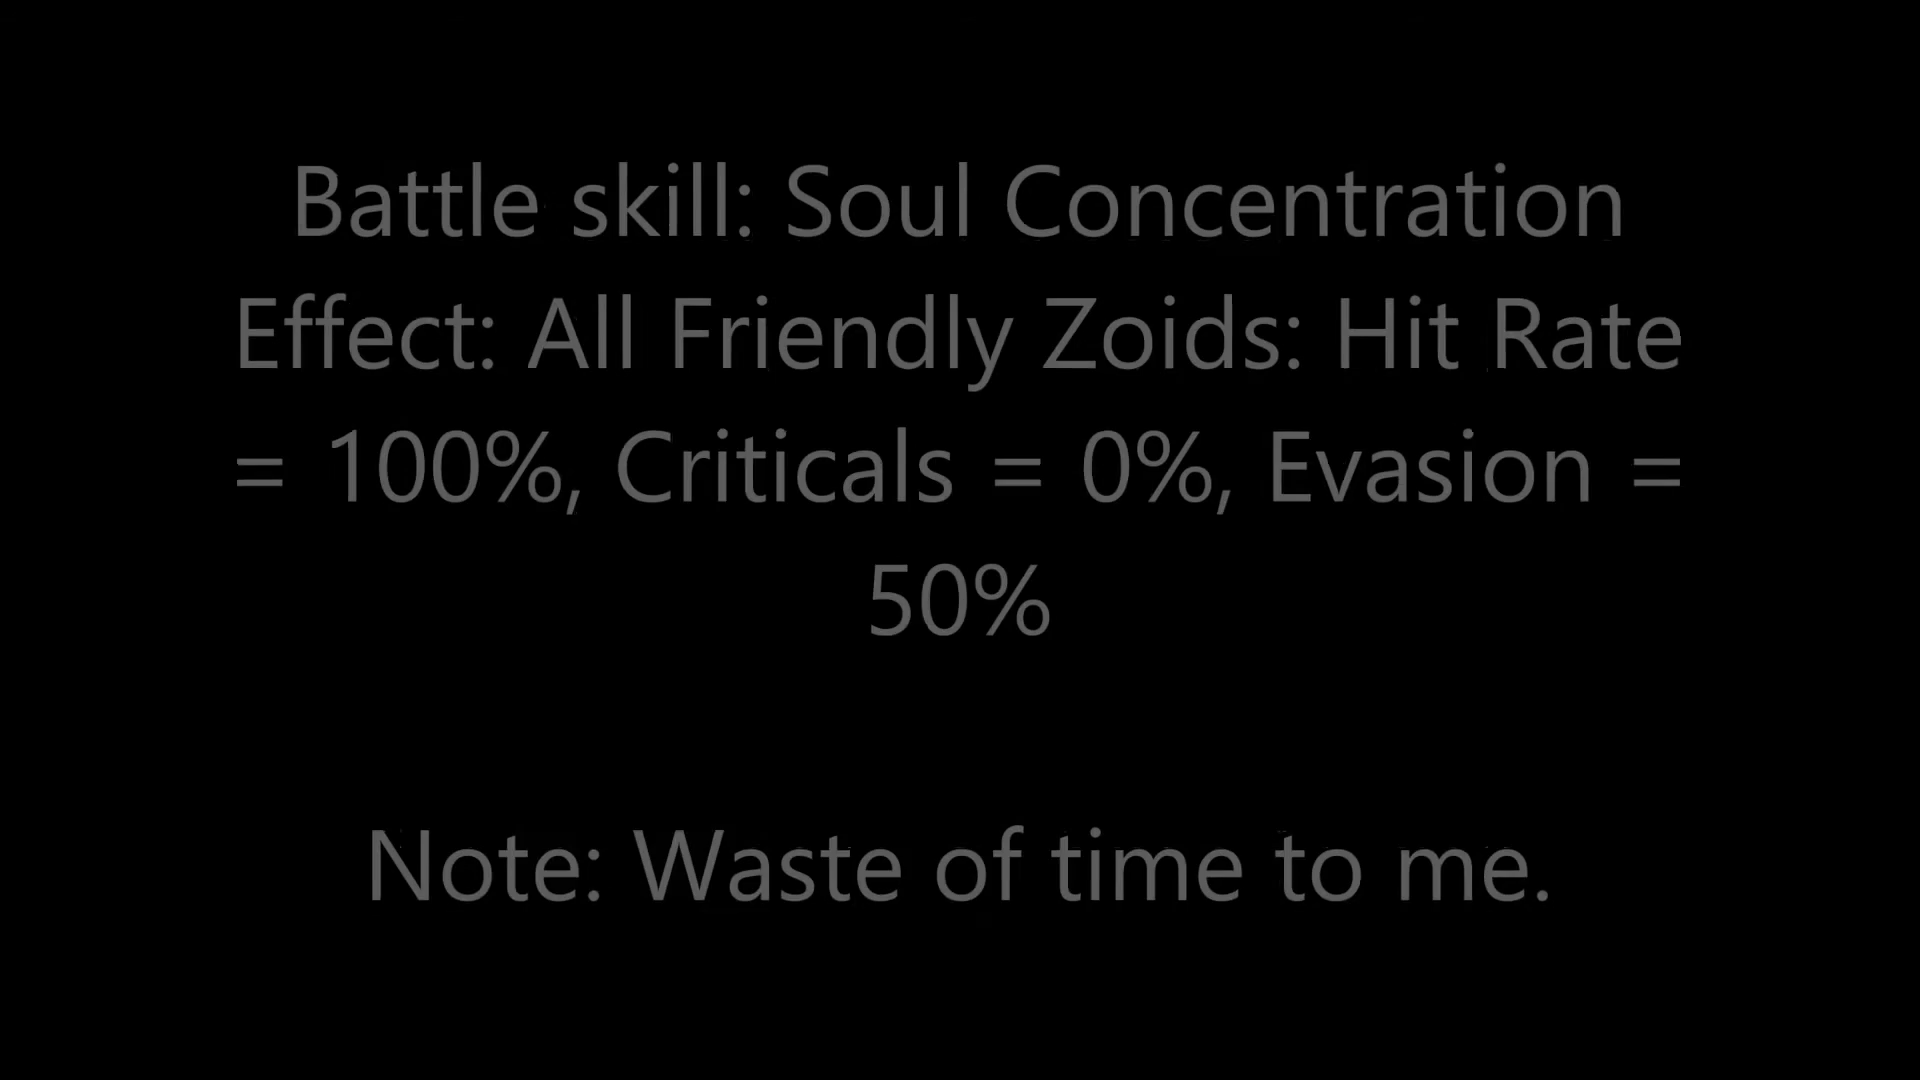 Battle skill: Soul Concentration
Effect: All Friendly Zoids: Hit Rate
= 100%, Criticals = 0%, Evasion =
50%
Note: Waste of time to me.